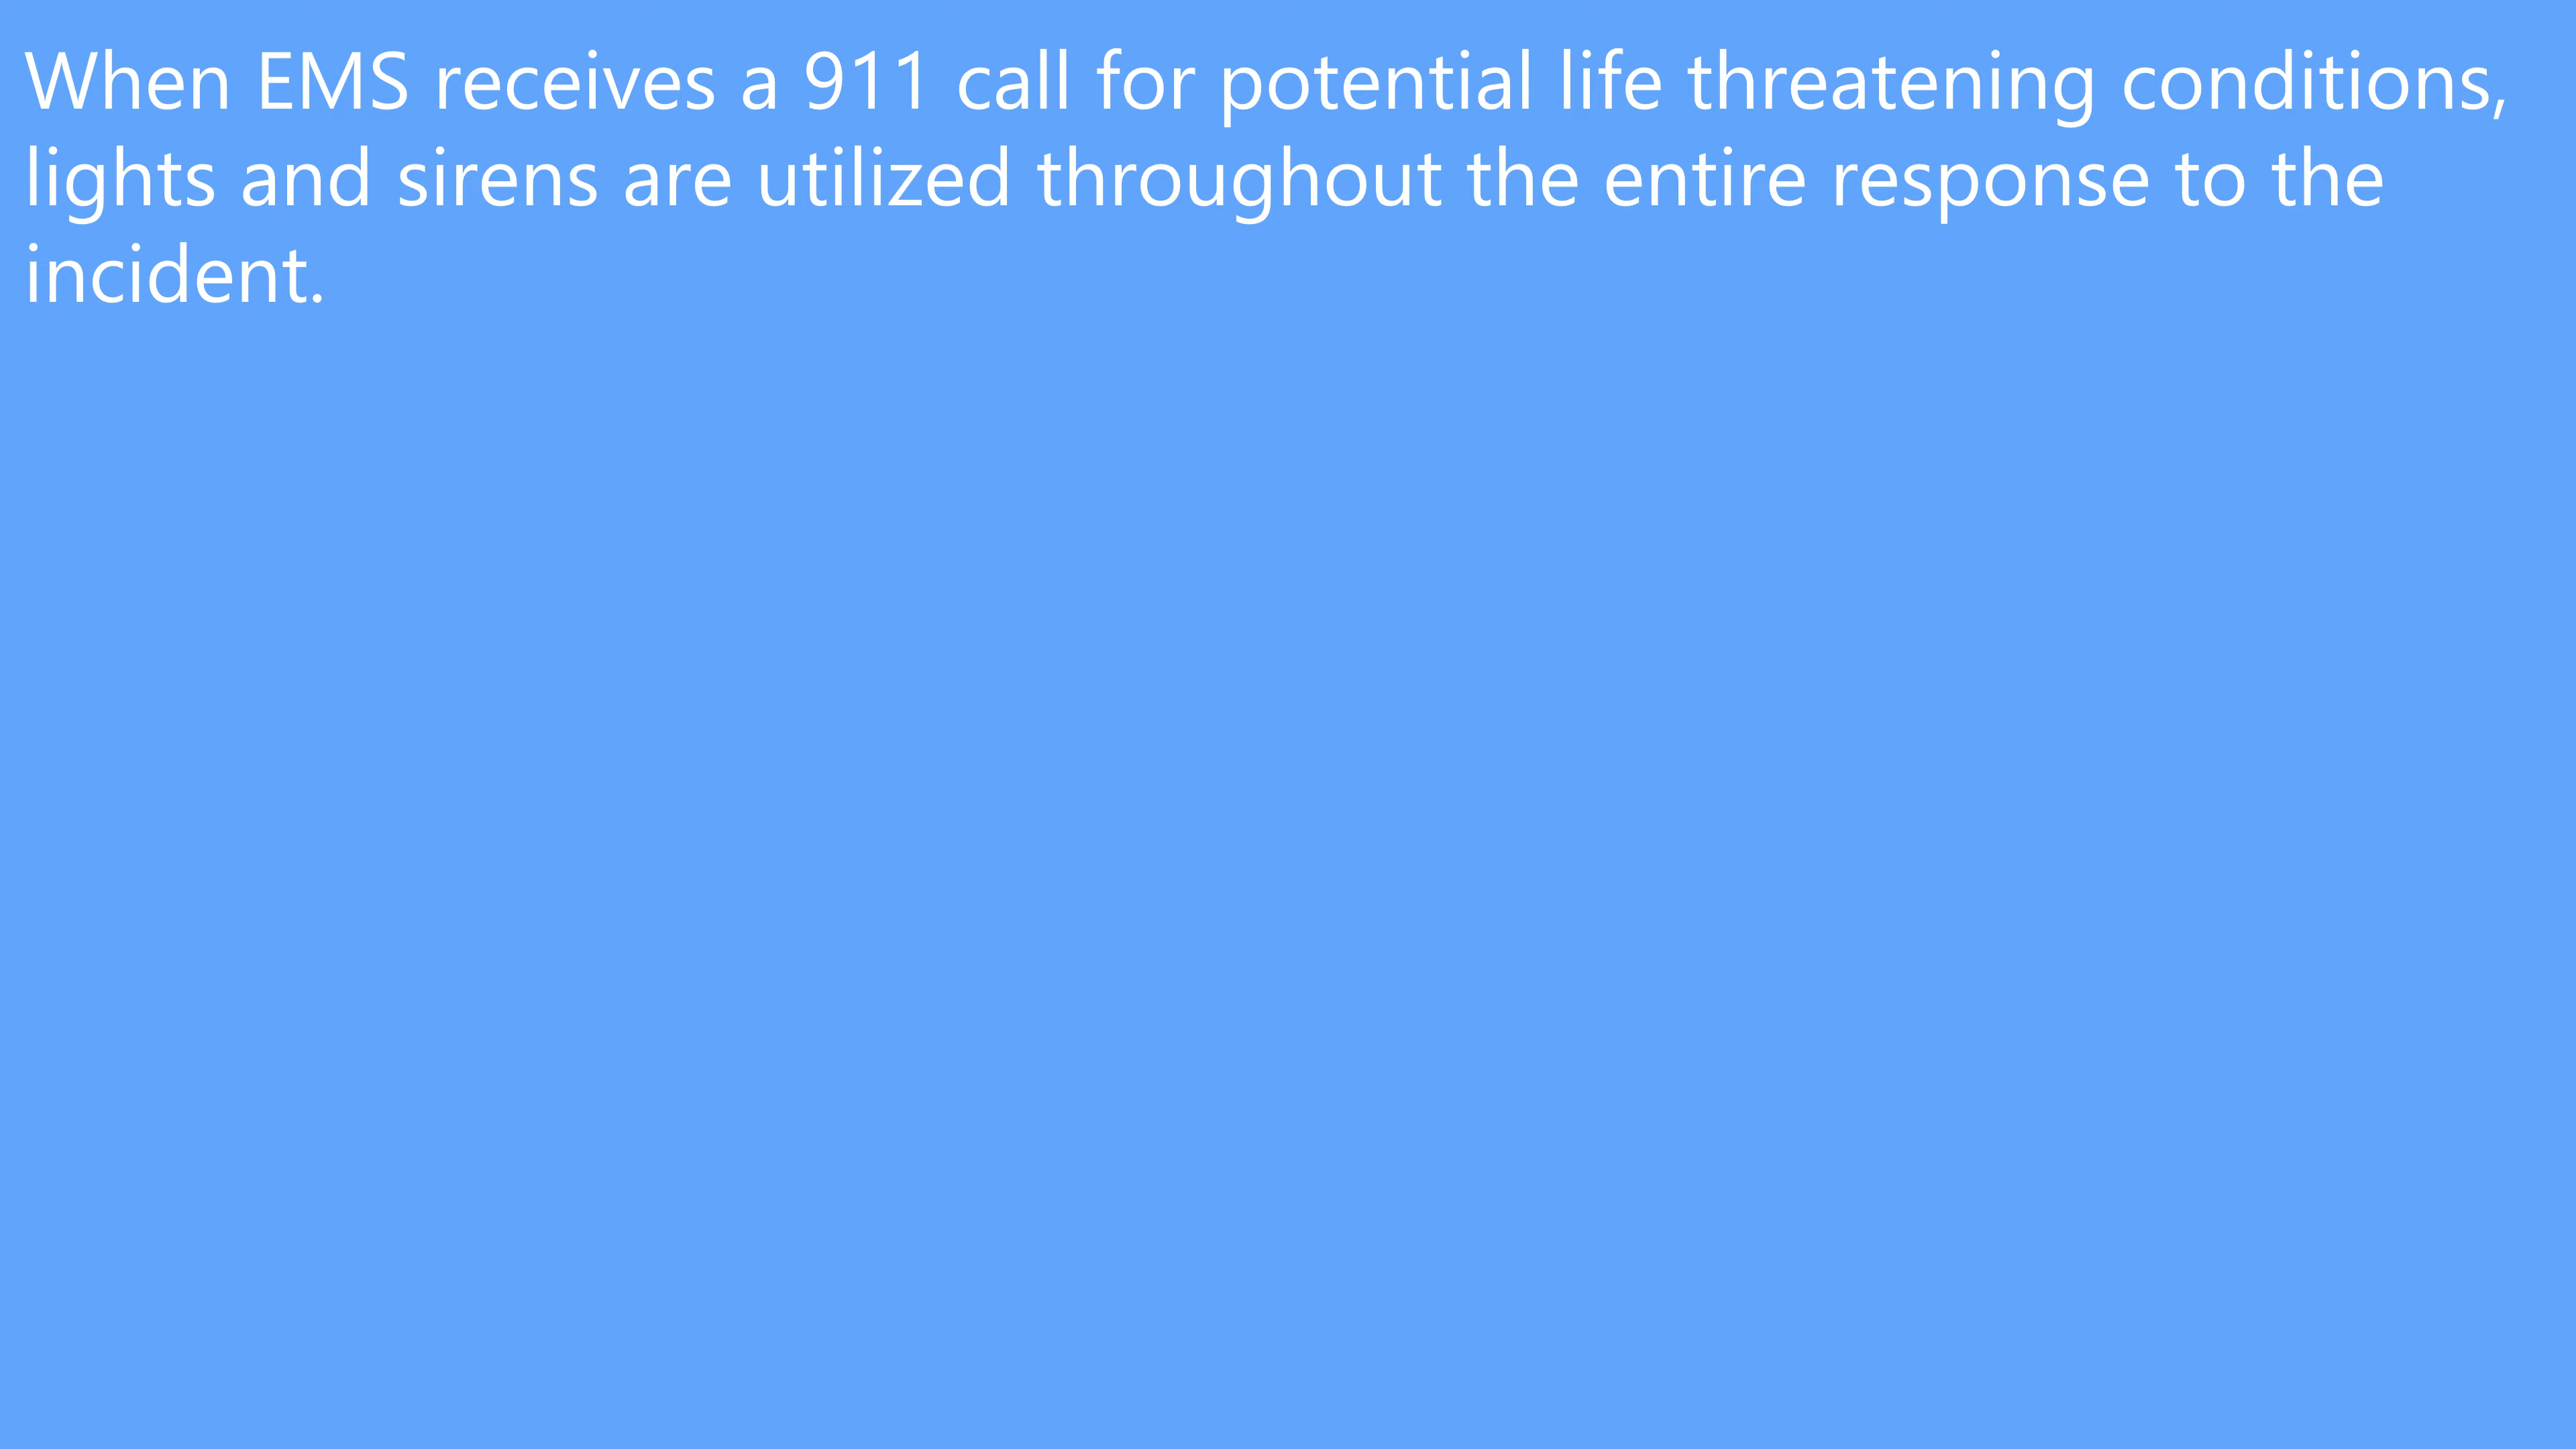 When EMS receives a 911 call for potential life threatening conditions,
lights and sirens are utilized throughout the entire response to the
incident.